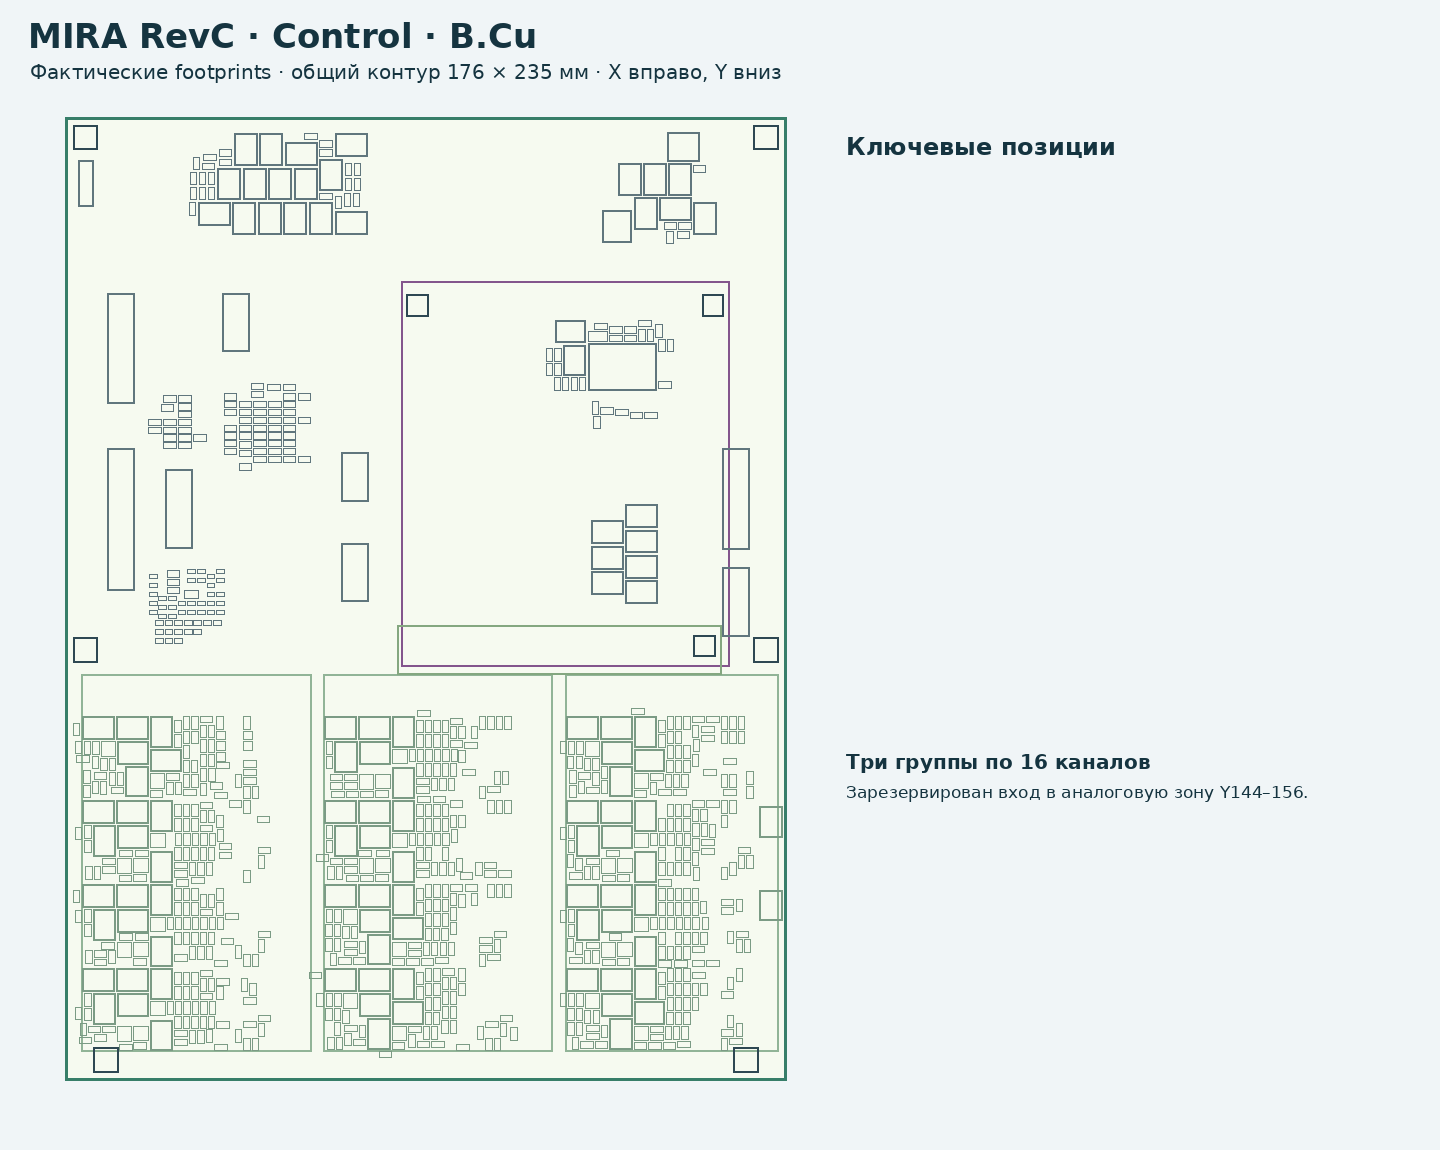 MIRA RevC · Control · B.Cu
Фактические footprints · общий контур 176 × 235 мм · X вправо, Y вниз
Ключевые позиции
Три группы по 16 каналов
Зарезервирован вход в аналоговую зону Y144–156.